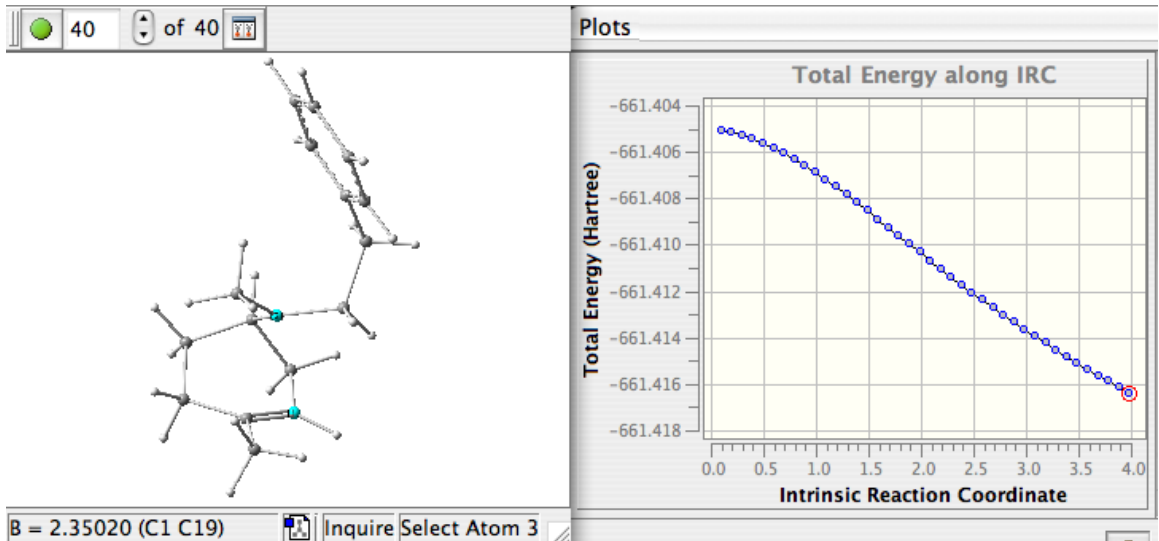 40 of 40
Plots
Total Energy along IRC
Total Energy (Hartree)
-661.404
-661.406
-661.408
-661.410
-661.412
-661.414
-661.416
-661.418
0.0 0.5 1.0 1.5 2.0 2.5 3.0 3.5 4.0
Intrinsic Reaction Coordinate
B = 2.35020 (C1 C19) Inquire Select Atom 3